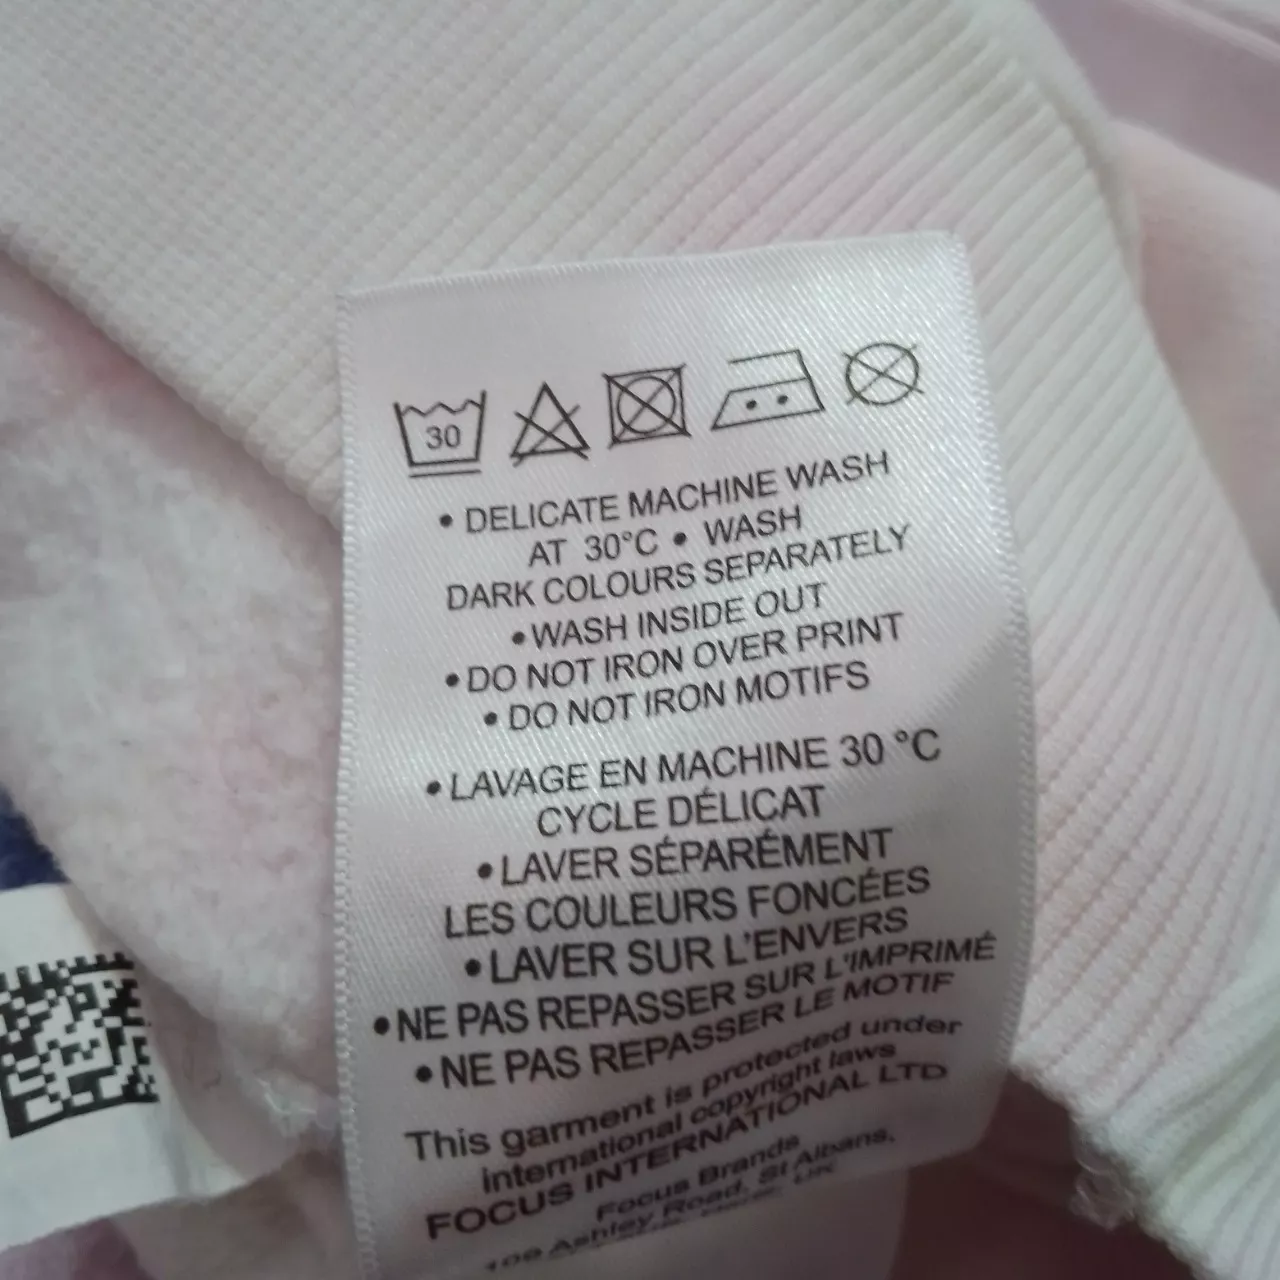 30
• DELICATE MACHINE WASH
AT 30°C • WASH
DARK COLOURS SEPARATELY
• WASH INSIDE OUT
• DO NOT IRON OVER PRINT
• DO NOT IRON MOTIFS
• LAVAGE EN MACHINE 30 °C
CYCLE DÉLICAT
• LAVER SÉPARÉMENT
LES COULEURS FONCÉES
• LAVER SUR L'ENVERS
• NE PAS REPASSER SUR L'IMPRIMÉ
• NE PAS REPASSER LE MOTIF
This garment is protected under
international copyright laws
FOCUS INTERNATIONAL LTD
Focus Brands
109 Ashley Road, St Albans,
UK